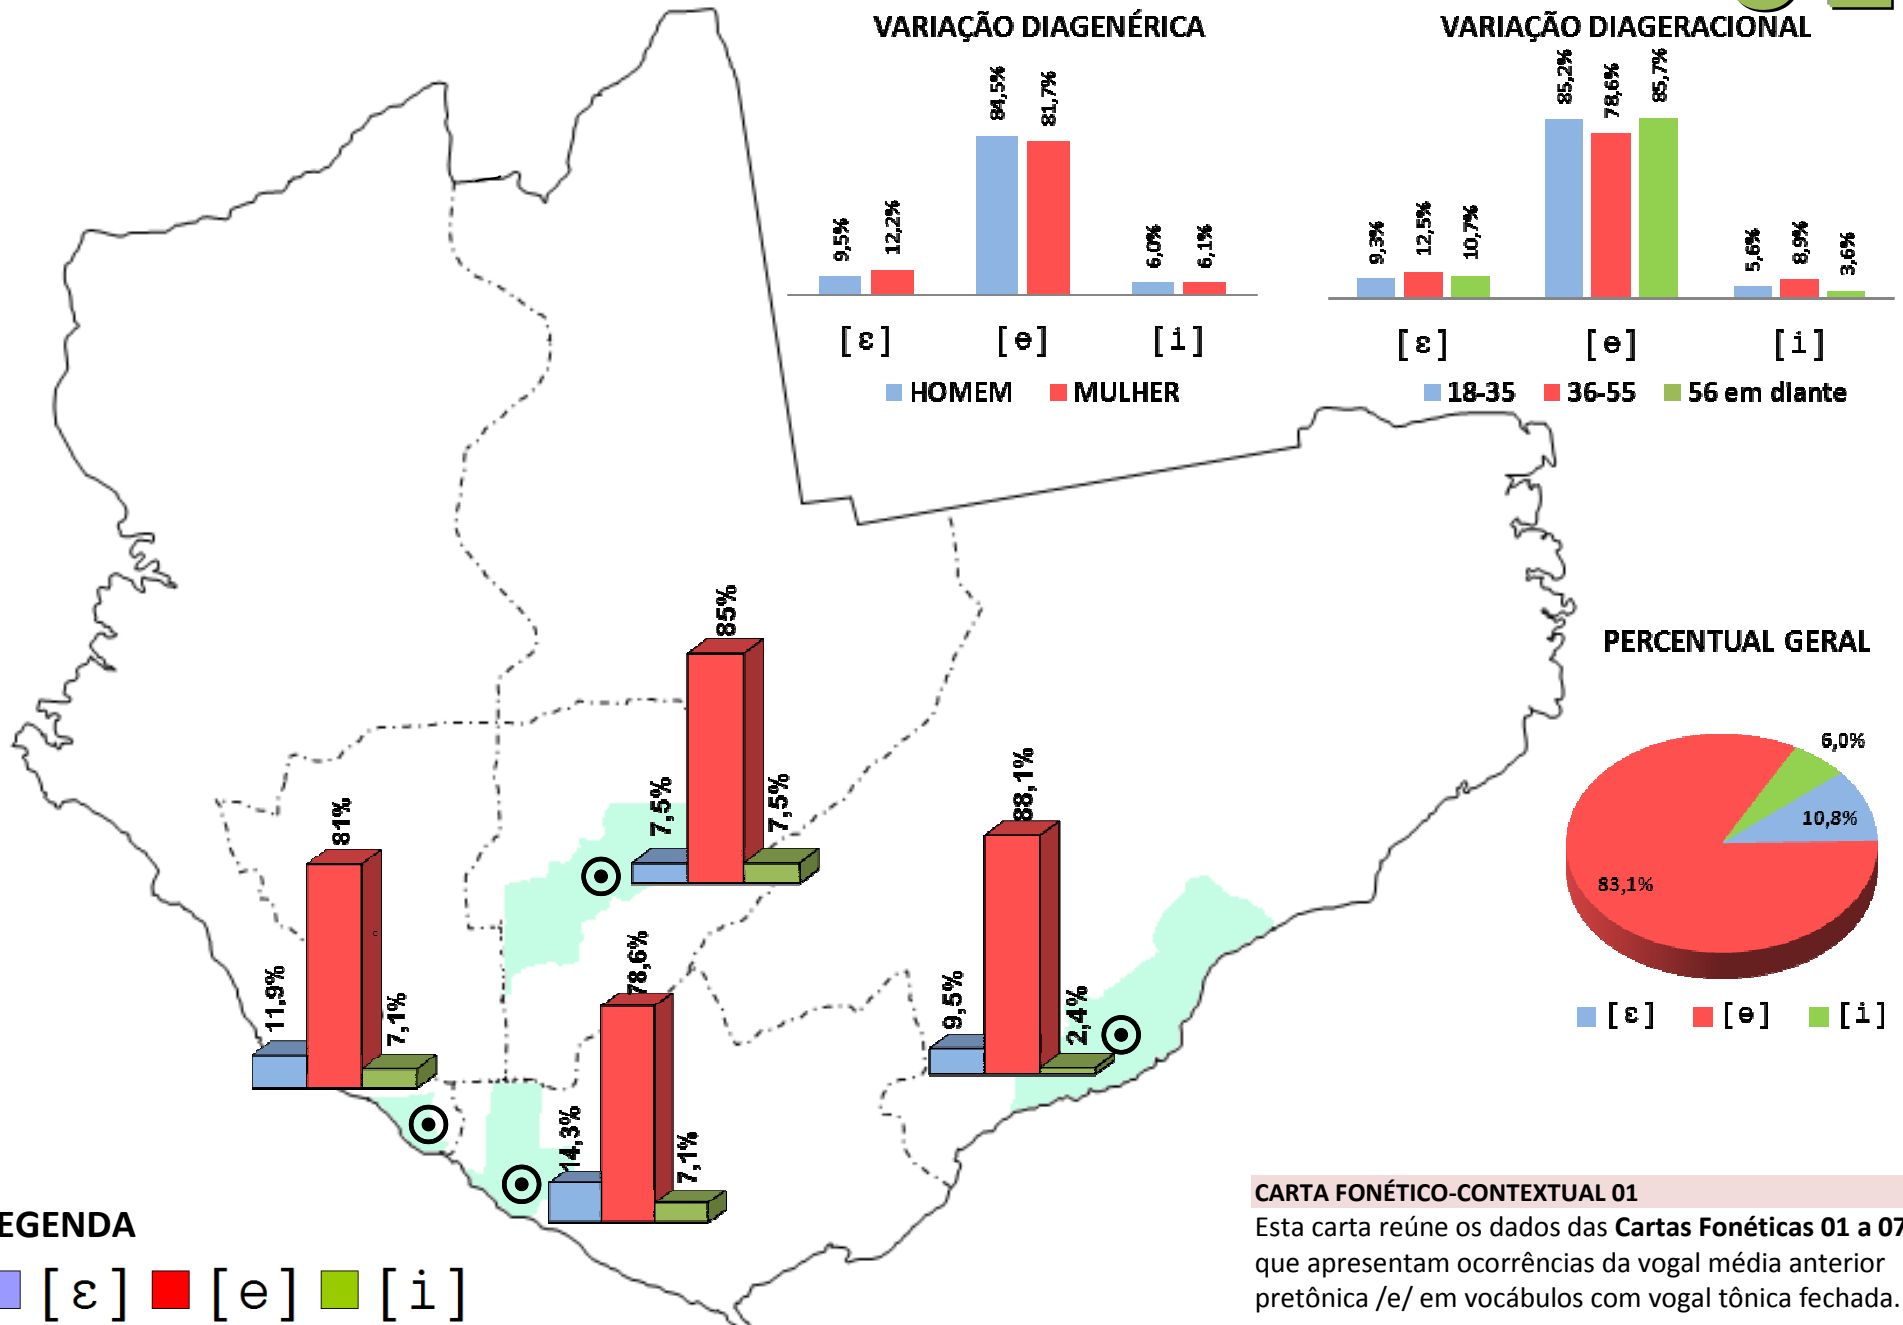 VARIAÇÃO DIAGENÉRICA
84,5%
81,7%
9,5%
12,2%
6,0%
6,1%
[ɛ] [e] [i]
HOMEM MULHER
VARIAÇÃO DIAGERACIONAL
85,2%
78,6%
85,7%
9,3%
12,5%
10,7%
5,6%
8,9%
3,6%
[ɛ] [e] [i]
18-35 36-55 56 em diante
85%
7,5%
7,5%
81%
11,9%
7,1%
88,1%
9,5%
2,4%
78,6%
14,3%
7,1%
PERCENTUAL GERAL
6,0%
10,8%
83,1%
[ɛ] [e] [i]
EGENDA
[ɛ] [e] [i]
CARTA FONÉTICO-CONTEXTUAL 01
Esta carta reúne os dados das Cartas Fonéticas 01 a 07
que apresentam ocorrências da vogal média anterior
pretônica /e/ em vocábulos com vogal tônica fechada.